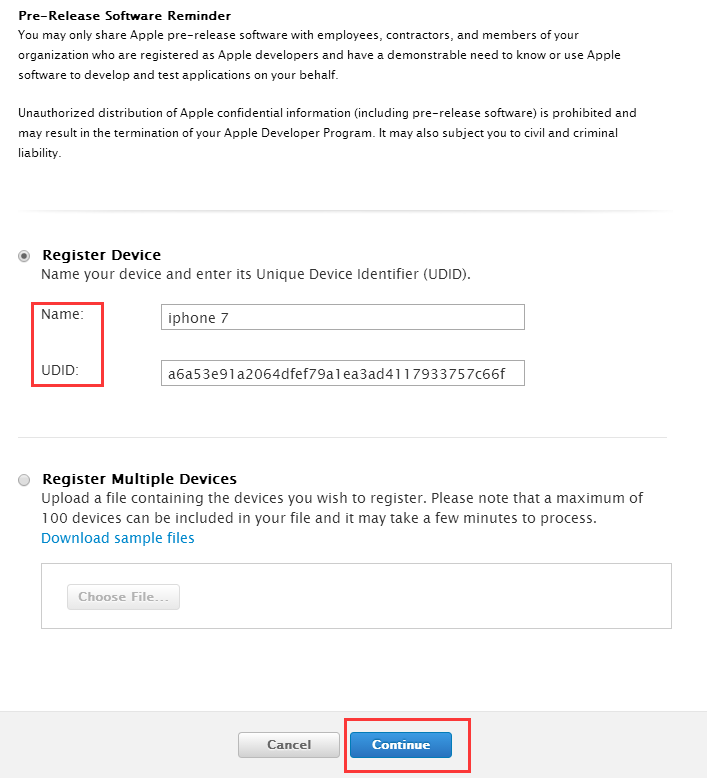 Pre-Release Software Reminder
You may only share Apple pre-release software with employees, contractors, and members of your
organization who are registered as Apple developers and have a demonstrable need to know or use Apple
software to develop and test applications on your behalf.
Unauthorized distribution of Apple confidential information (including pre-release software) is prohibited and
may result in the termination of your Apple Developer Program. It may also subject you to civil and criminal
liability.
Register Device
Name your device and enter its Unique Device Identifier (UDID).
Name:
iphone 7
UDID:
a6a53e91a2064dfef79a1ea3ad4117933757c66f
Register Multiple Devices
Upload a file containing the devices you wish to register. Please note that a maximum of
100 devices can be included in your file and it may take a few minutes to process.
Download sample files
Choose File...
Cancel
Continue